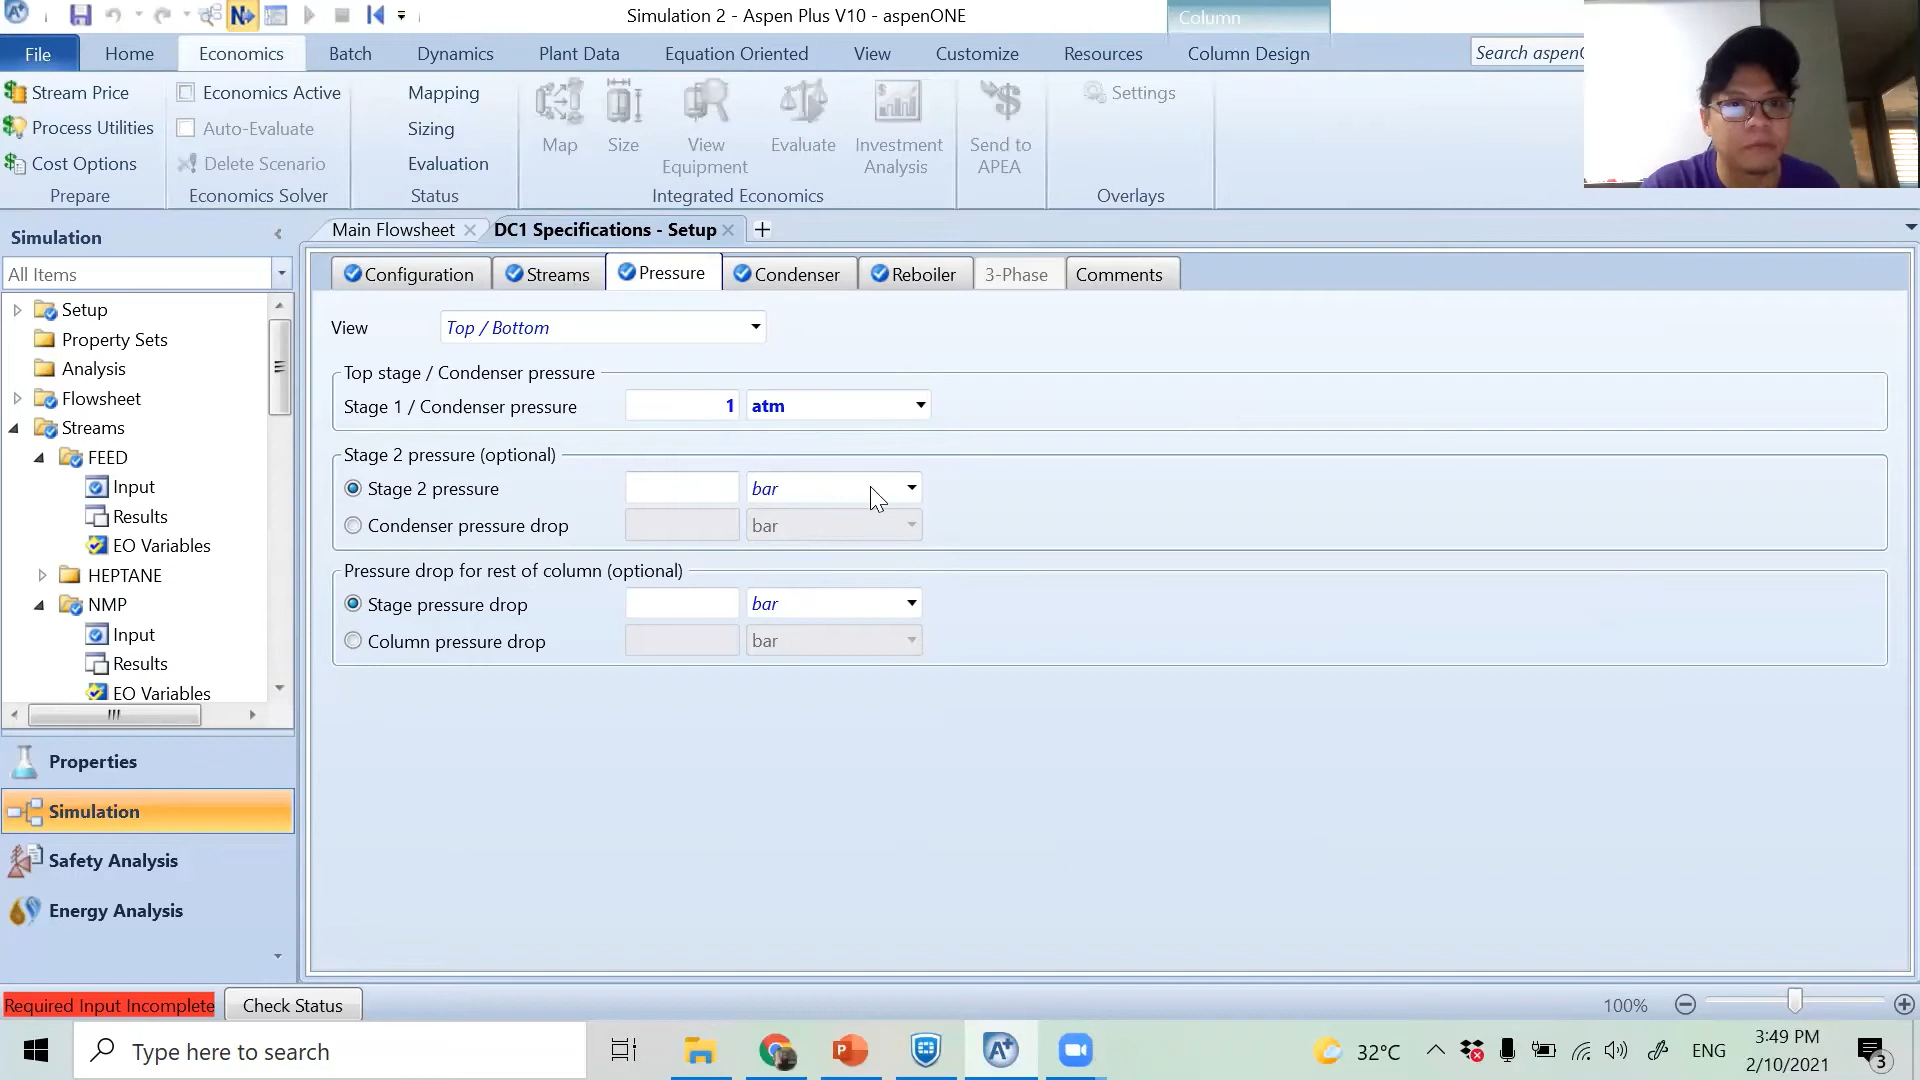 Simulation 2 - Aspen Plus V10 - aspenONE
Column
File
Home
Economics
Batch
Dynamics
Plant Data
Equation Oriented
View
Customize
Resources
Column Design
Stream Price
Process Utilities
Cost Options
Prepare
Economics Active
Auto-Evaluate
Delete Scenario
Economics Solver
Mapping
Sizing
Evaluation
Status
Map
Size
View
Equipment
Evaluate
Investment
Analysis
Integrated Economics
Send to
APEA
Settings
Overlays
Simulation
Main Flowsheet
DC1 Specifications - Setup
All Items
Setup
Property Sets
Analysis
Flowsheet
Streams
FEED
Input
Results
EO Variables
HEPTANE
NMP
Input
Results
EO Variables
Properties
Simulation
Safety Analysis
Energy Analysis
Configuration
Streams
Pressure
Condenser
Reboiler
3-Phase
Comments
View
Top / Bottom
Top stage / Condenser pressure
Stage 1 / Condenser pressure
1
atm
Stage 2 pressure (optional)
Stage 2 pressure
bar
Condenser pressure drop
bar
Pressure drop for rest of column (optional)
Stage pressure drop
bar
Column pressure drop
bar
Required Input Incomplete
Check Status
100%
Type here to search
32°C
ENG
3:49 PM
2/10/2021
3